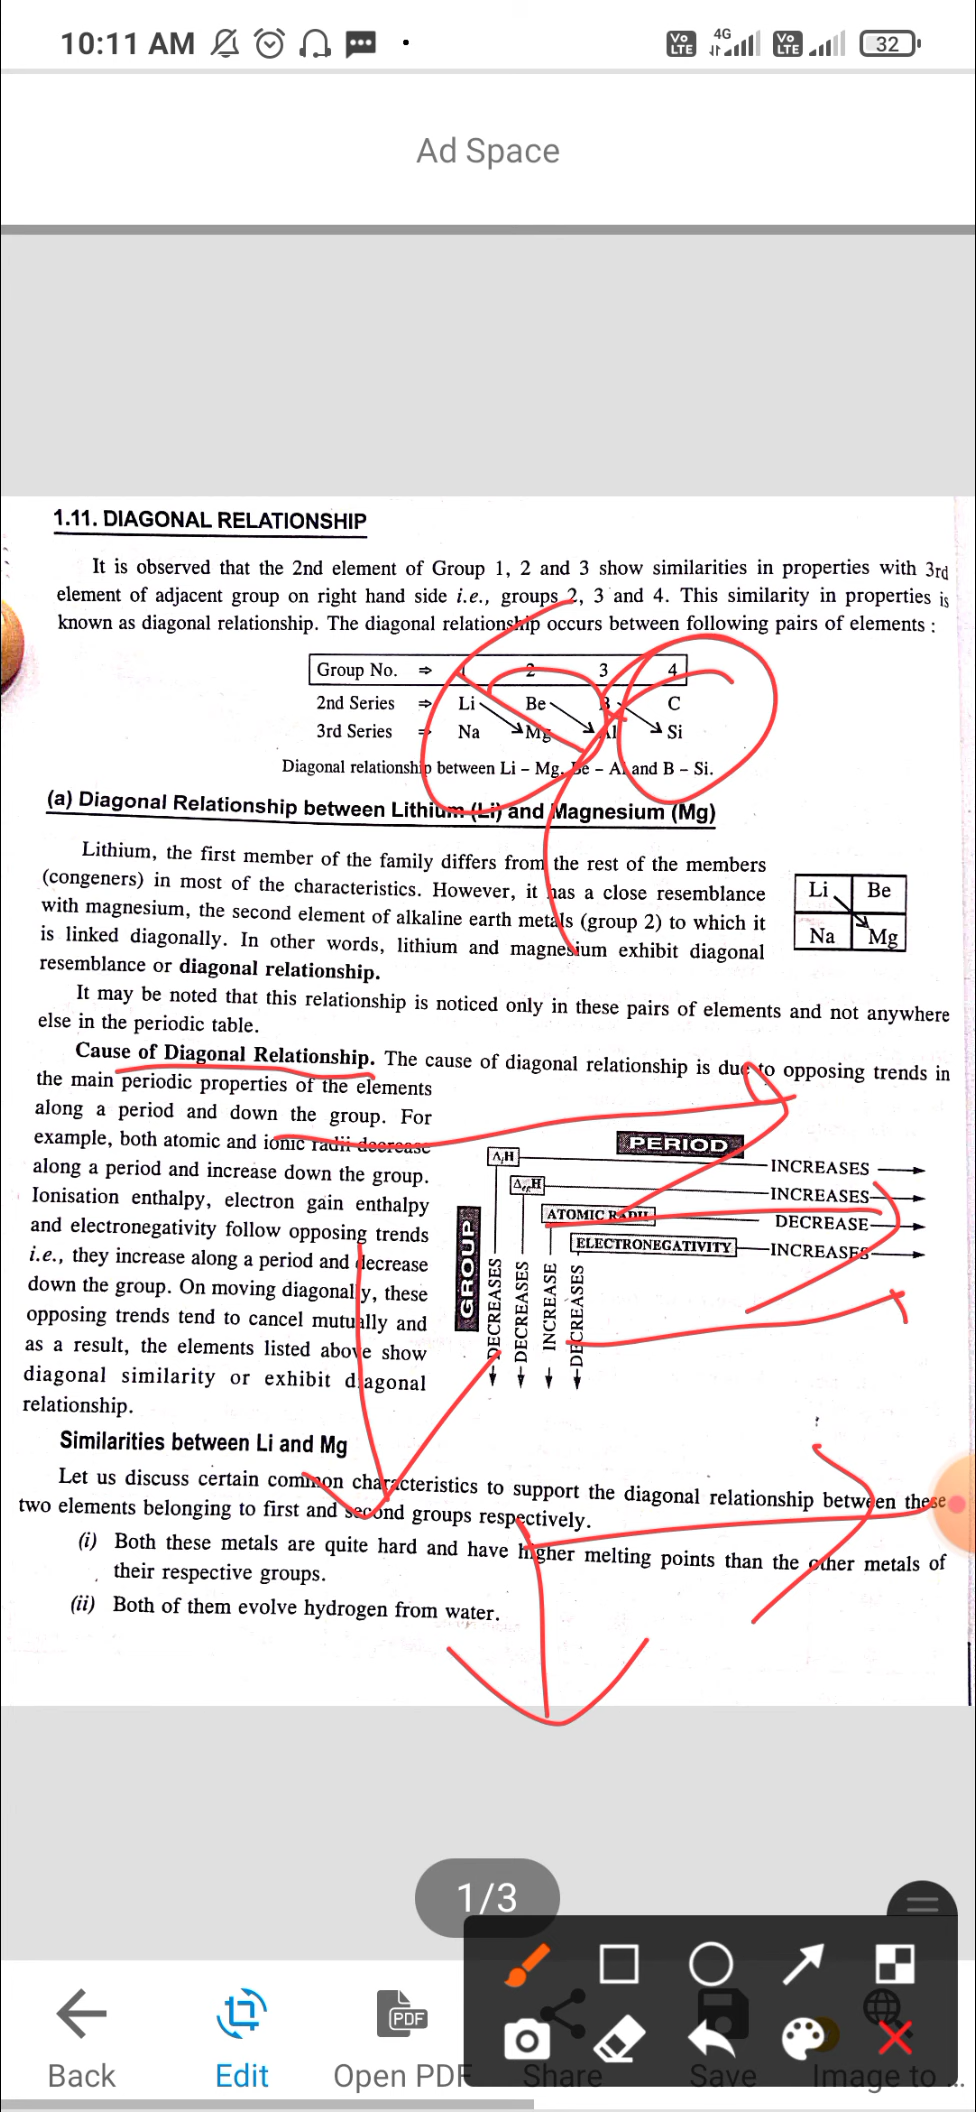 10:11 AM
Vo LTE 4G Vo LTE 32
Ad Space
1.11. DIAGONAL RELATIONSHIP
It is observed that the 2nd element of Group 1, 2 and 3 show similarities in properties with 3rd
element of adjacent group on right hand side i.e., groups 2, 3 and 4. This similarity in properties is
known as diagonal relationship. The diagonal relationship occurs between following pairs of elements :
Group No. ⇒ 1 2 3 4
2nd Series ⇒ Li Be B C
3rd Series ⇒ Na Mg Al Si
Diagonal relationship between Li – Mg, Be – Al and B – Si.
(a) Diagonal Relationship between Lithium (Li) and Magnesium (Mg)
Lithium, the first member of the family differs from the rest of the members
(congeners) in most of the characteristics. However, it has a close resemblance
with magnesium, the second element of alkaline earth metals (group 2) to which it
is linked diagonally. In other words, lithium and magnesium exhibit diagonal
resemblance or diagonal relationship.
Li Be
Na Mg
It may be noted that this relationship is noticed only in these pairs of elements and not anywhere
else in the periodic table.
Cause of Diagonal Relationship. The cause of diagonal relationship is due to opposing trends in
the main periodic properties of the elements
along a period and down the group. For
example, both atomic and ionic radii decrease
along a period and increase down the group.
Ionisation enthalpy, electron gain enthalpy
and electronegativity follow opposing trends
i.e., they increase along a period and decrease
down the group. On moving diagonally, these
opposing trends tend to cancel mutually and
as a result, the elements listed above show
diagonal similarity or exhibit diagonal
relationship.
PERIOD
GROUP
ΔᵢH INCREASES
ΔₑgH INCREASES
ATOMIC RADII DECREASE
ELECTRONEGATIVITY INCREASES
DECREASES
DECREASES
INCREASE
DECREASES
Similarities between Li and Mg
Let us discuss certain common characteristics to support the diagonal relationship between these
two elements belonging to first and second groups respectively.
(i) Both these metals are quite hard and have higher melting points than the other metals of
their respective groups.
(ii) Both of them evolve hydrogen from water.
1/3
PDF
Back Edit Open PDF Share Save Image to ...